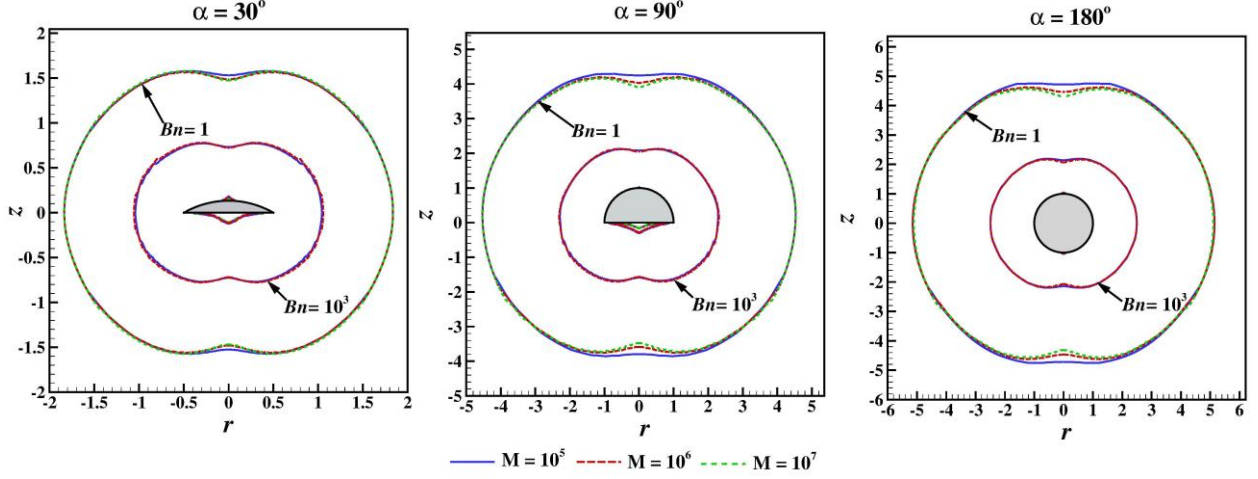 α = 30°
α = 90°
α = 180°
2
1.5
1
0.5
0
-0.5
-1
-1.5
-2
z
-2 -1.5 -1 -0.5 0 0.5 1 1.5 2
r
Bn= 1
Bn= 10³
5
4
3
2
1
0
-1
-2
-3
-4
-5
z
-5 -4 -3 -2 -1 0 1 2 3 4 5
r
Bn= 1
Bn= 10³
6
5
4
3
2
1
0
-1
-2
-3
-4
-5
-6
z
-6 -5 -4 -3 -2 -1 0 1 2 3 4 5 6
r
Bn= 1
Bn= 10³
M = 10⁵ M = 10⁶ M = 10⁷